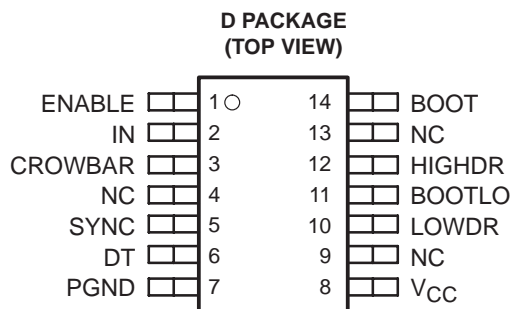 D PACKAGE
(TOP VIEW)
ENABLE 1 14 BOOT
IN 2 13 NC
CROWBAR 3 12 HIGHDR
NC 4 11 BOOTLO
SYNC 5 10 LOWDR
DT 6 9 NC
PGND 7 8 VCC